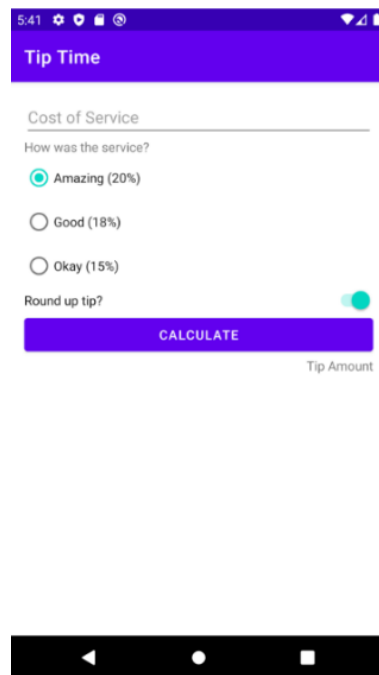 5:41
Tip Time
Cost of Service
How was the service?
Amazing (20%)
Good (18%)
Okay (15%)
Round up tip?
CALCULATE
Tip Amount